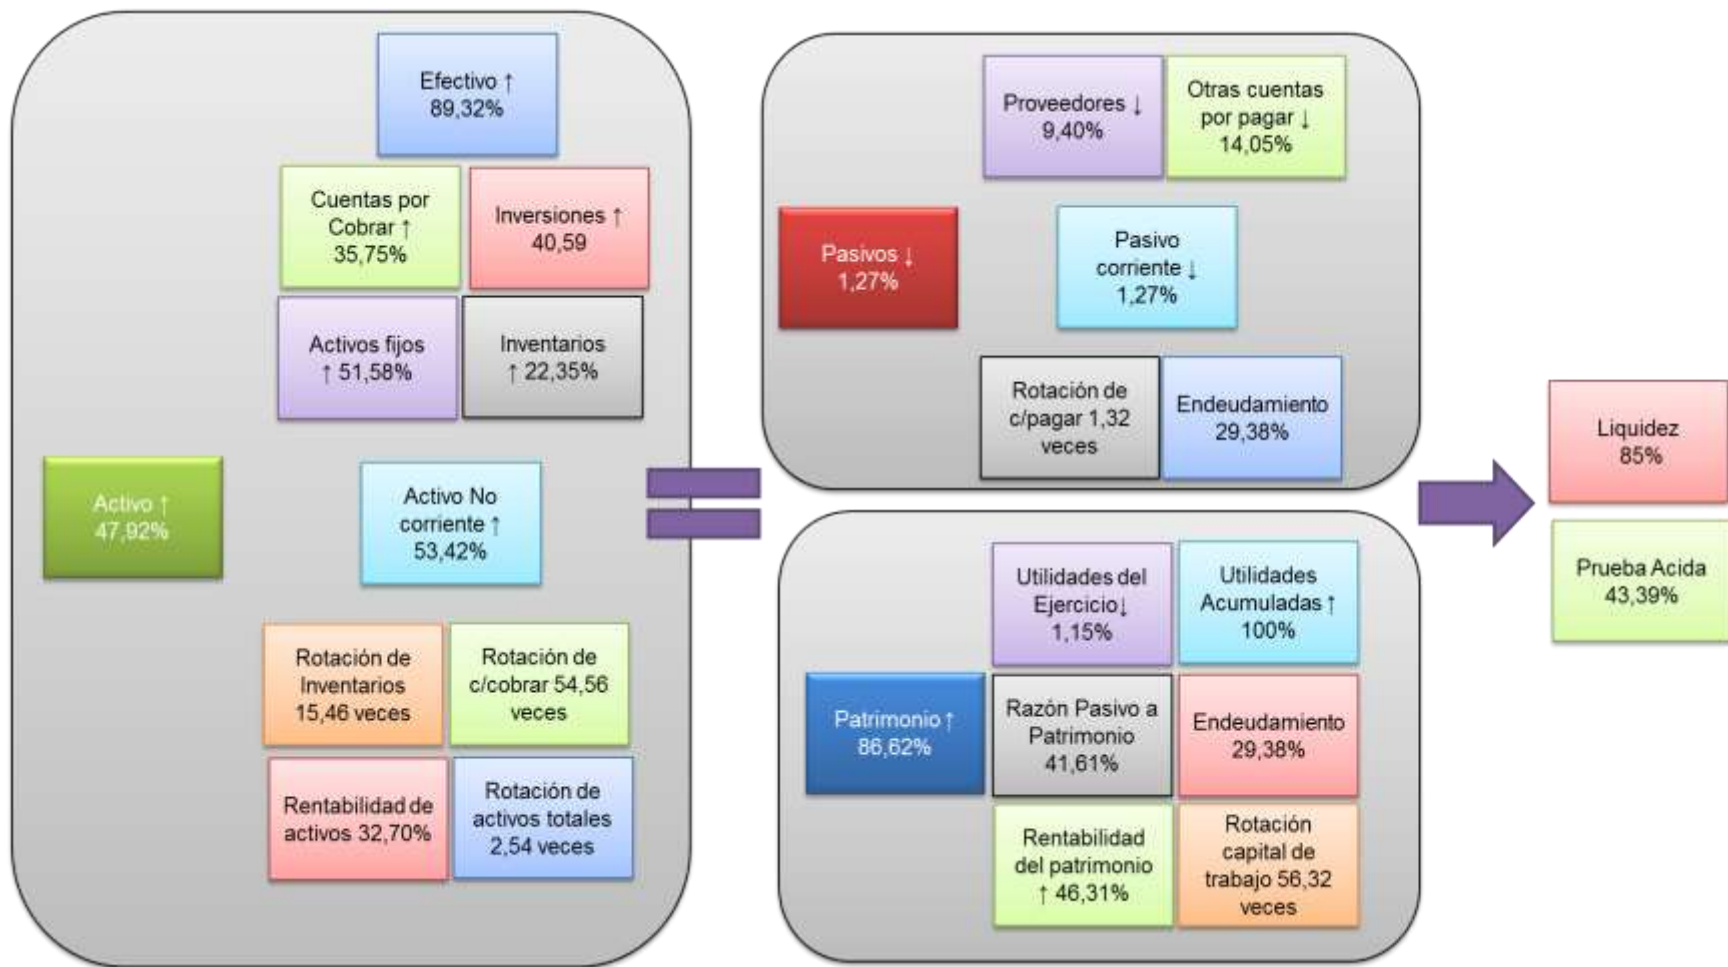 Efectivo ↑
89,32%
Cuentas por
Cobrar ↑
35,75%
Inversiones ↑
40,59
Activos fijos
↑ 51,58%
Inventarios
↑ 22,35%
Activo ↑
47,92%
Activo No
corriente ↑
53,42%
Rotación de
Inventarios
15,46 veces
Rotación de
c/cobrar 54,56
veces
Rentabilidad de
activos 32,70%
Rotación de
activos totales
2,54 veces
Proveedores ↓
9,40%
Otras cuentas
por pagar ↓
14,05%
Pasivos ↓
1,27%
Pasivo
corriente ↓
1,27%
Rotación de
c/pagar 1,32
veces
Endeudamiento
29,38%
Utilidades del
Ejercicio↓
1,15%
Utilidades
Acumuladas ↑
100%
Patrimonio ↑
86,62%
Razón Pasivo a
Patrimonio
41,61%
Endeudamiento
29,38%
Rentabilidad
del patrimonio
↑ 46,31%
Rotación
capital de
trabajo 56,32
veces
Liquidez
85%
Prueba Acida
43,39%